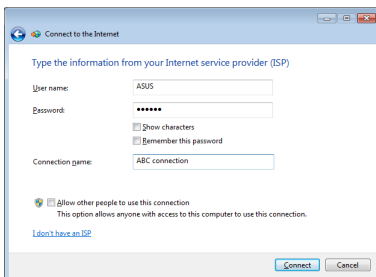 Connect to the Internet
Type the information from your Internet service provider (ISP)
User name: ASUS
Password: ••••••
Show characters
Remember this password
Connection name: ABC connection
Allow other people to use this connection
This option allows anyone with access to this computer to use this connection.
I don't have an ISP
Connect Cancel